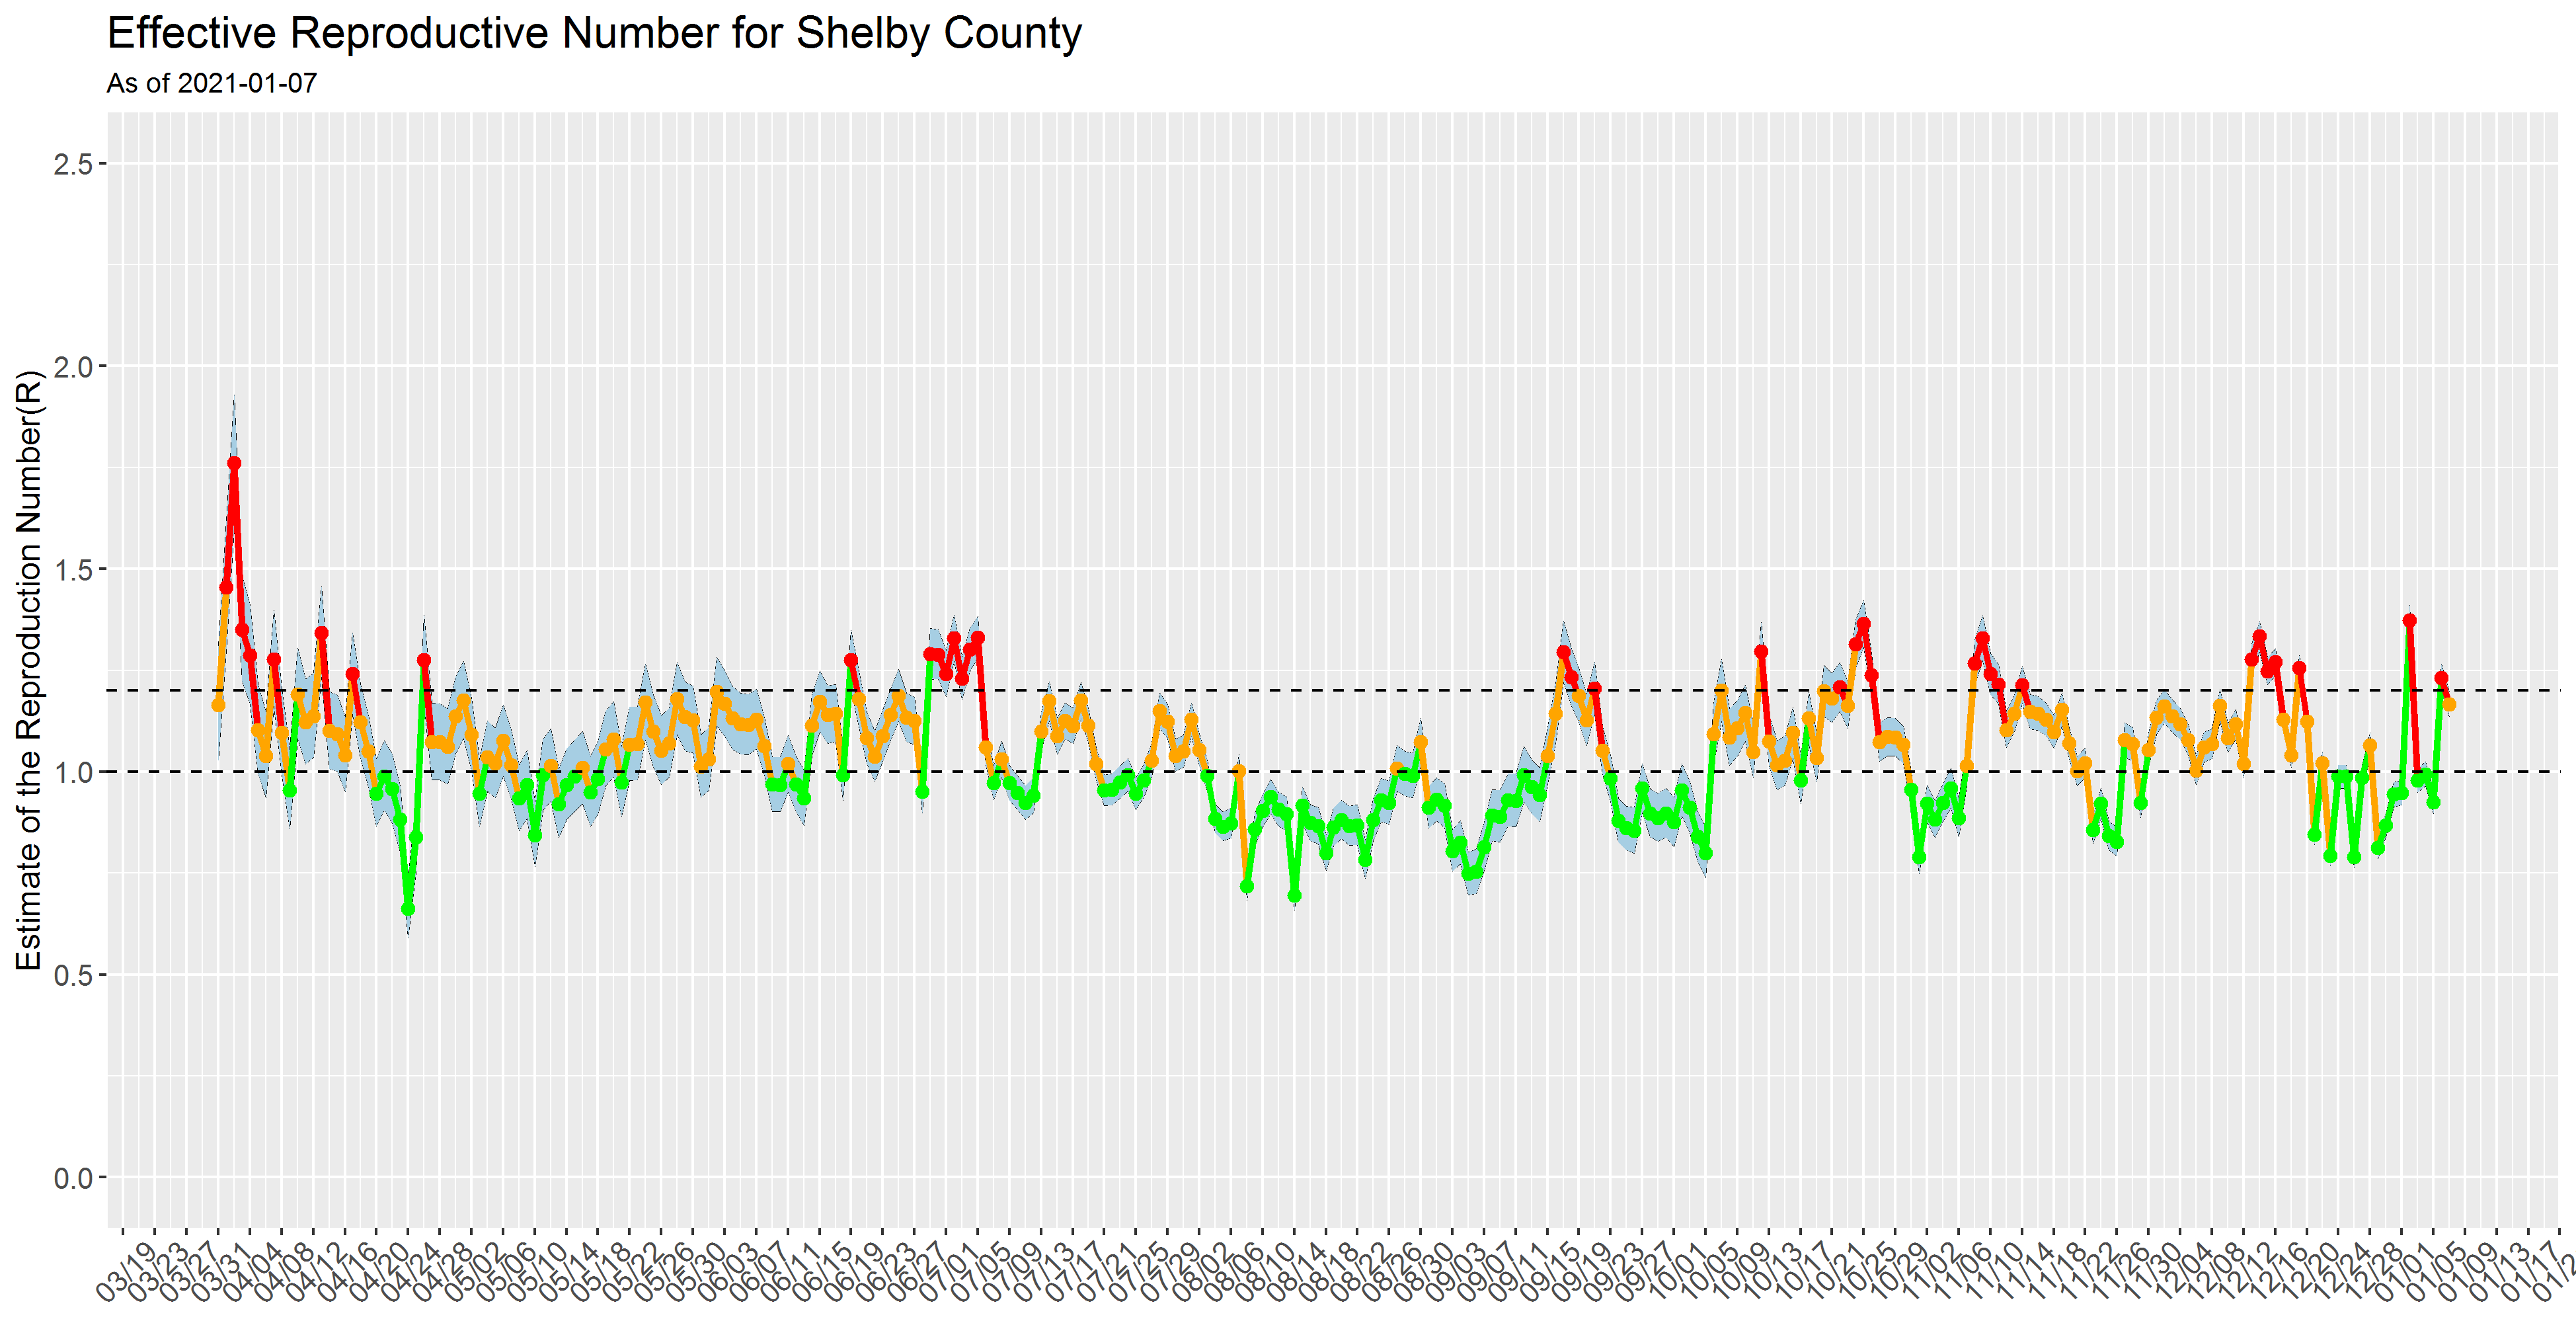 Effective Reproductive Number for Shelby County
As of 2021-01-07
Estimate of the Reproduction Number(R)
2.5
2.0
1.5
1.0
0.5
0.0
03/19 03/23 03/27 03/31 04/04 04/08 04/12 04/16 04/20 04/24 04/28 05/02 05/06 05/10 05/14 05/18 05/22 05/26 05/30 06/03 06/07 06/11 06/15 06/19 06/23 06/27 07/01 07/05 07/09 07/13 07/17 07/21 07/25 07/29 08/02 08/06 08/10 08/14 08/18 08/22 08/26 08/30 09/03 09/07 09/11 09/15 09/19 09/23 09/27 10/01 10/05 10/09 10/13 10/17 10/21 10/25 10/29 11/02 11/06 11/10 11/14 11/18 11/22 11/26 11/30 12/04 12/08 12/12 12/16 12/20 12/24 12/28 01/01 01/05 01/09 01/13 01/17